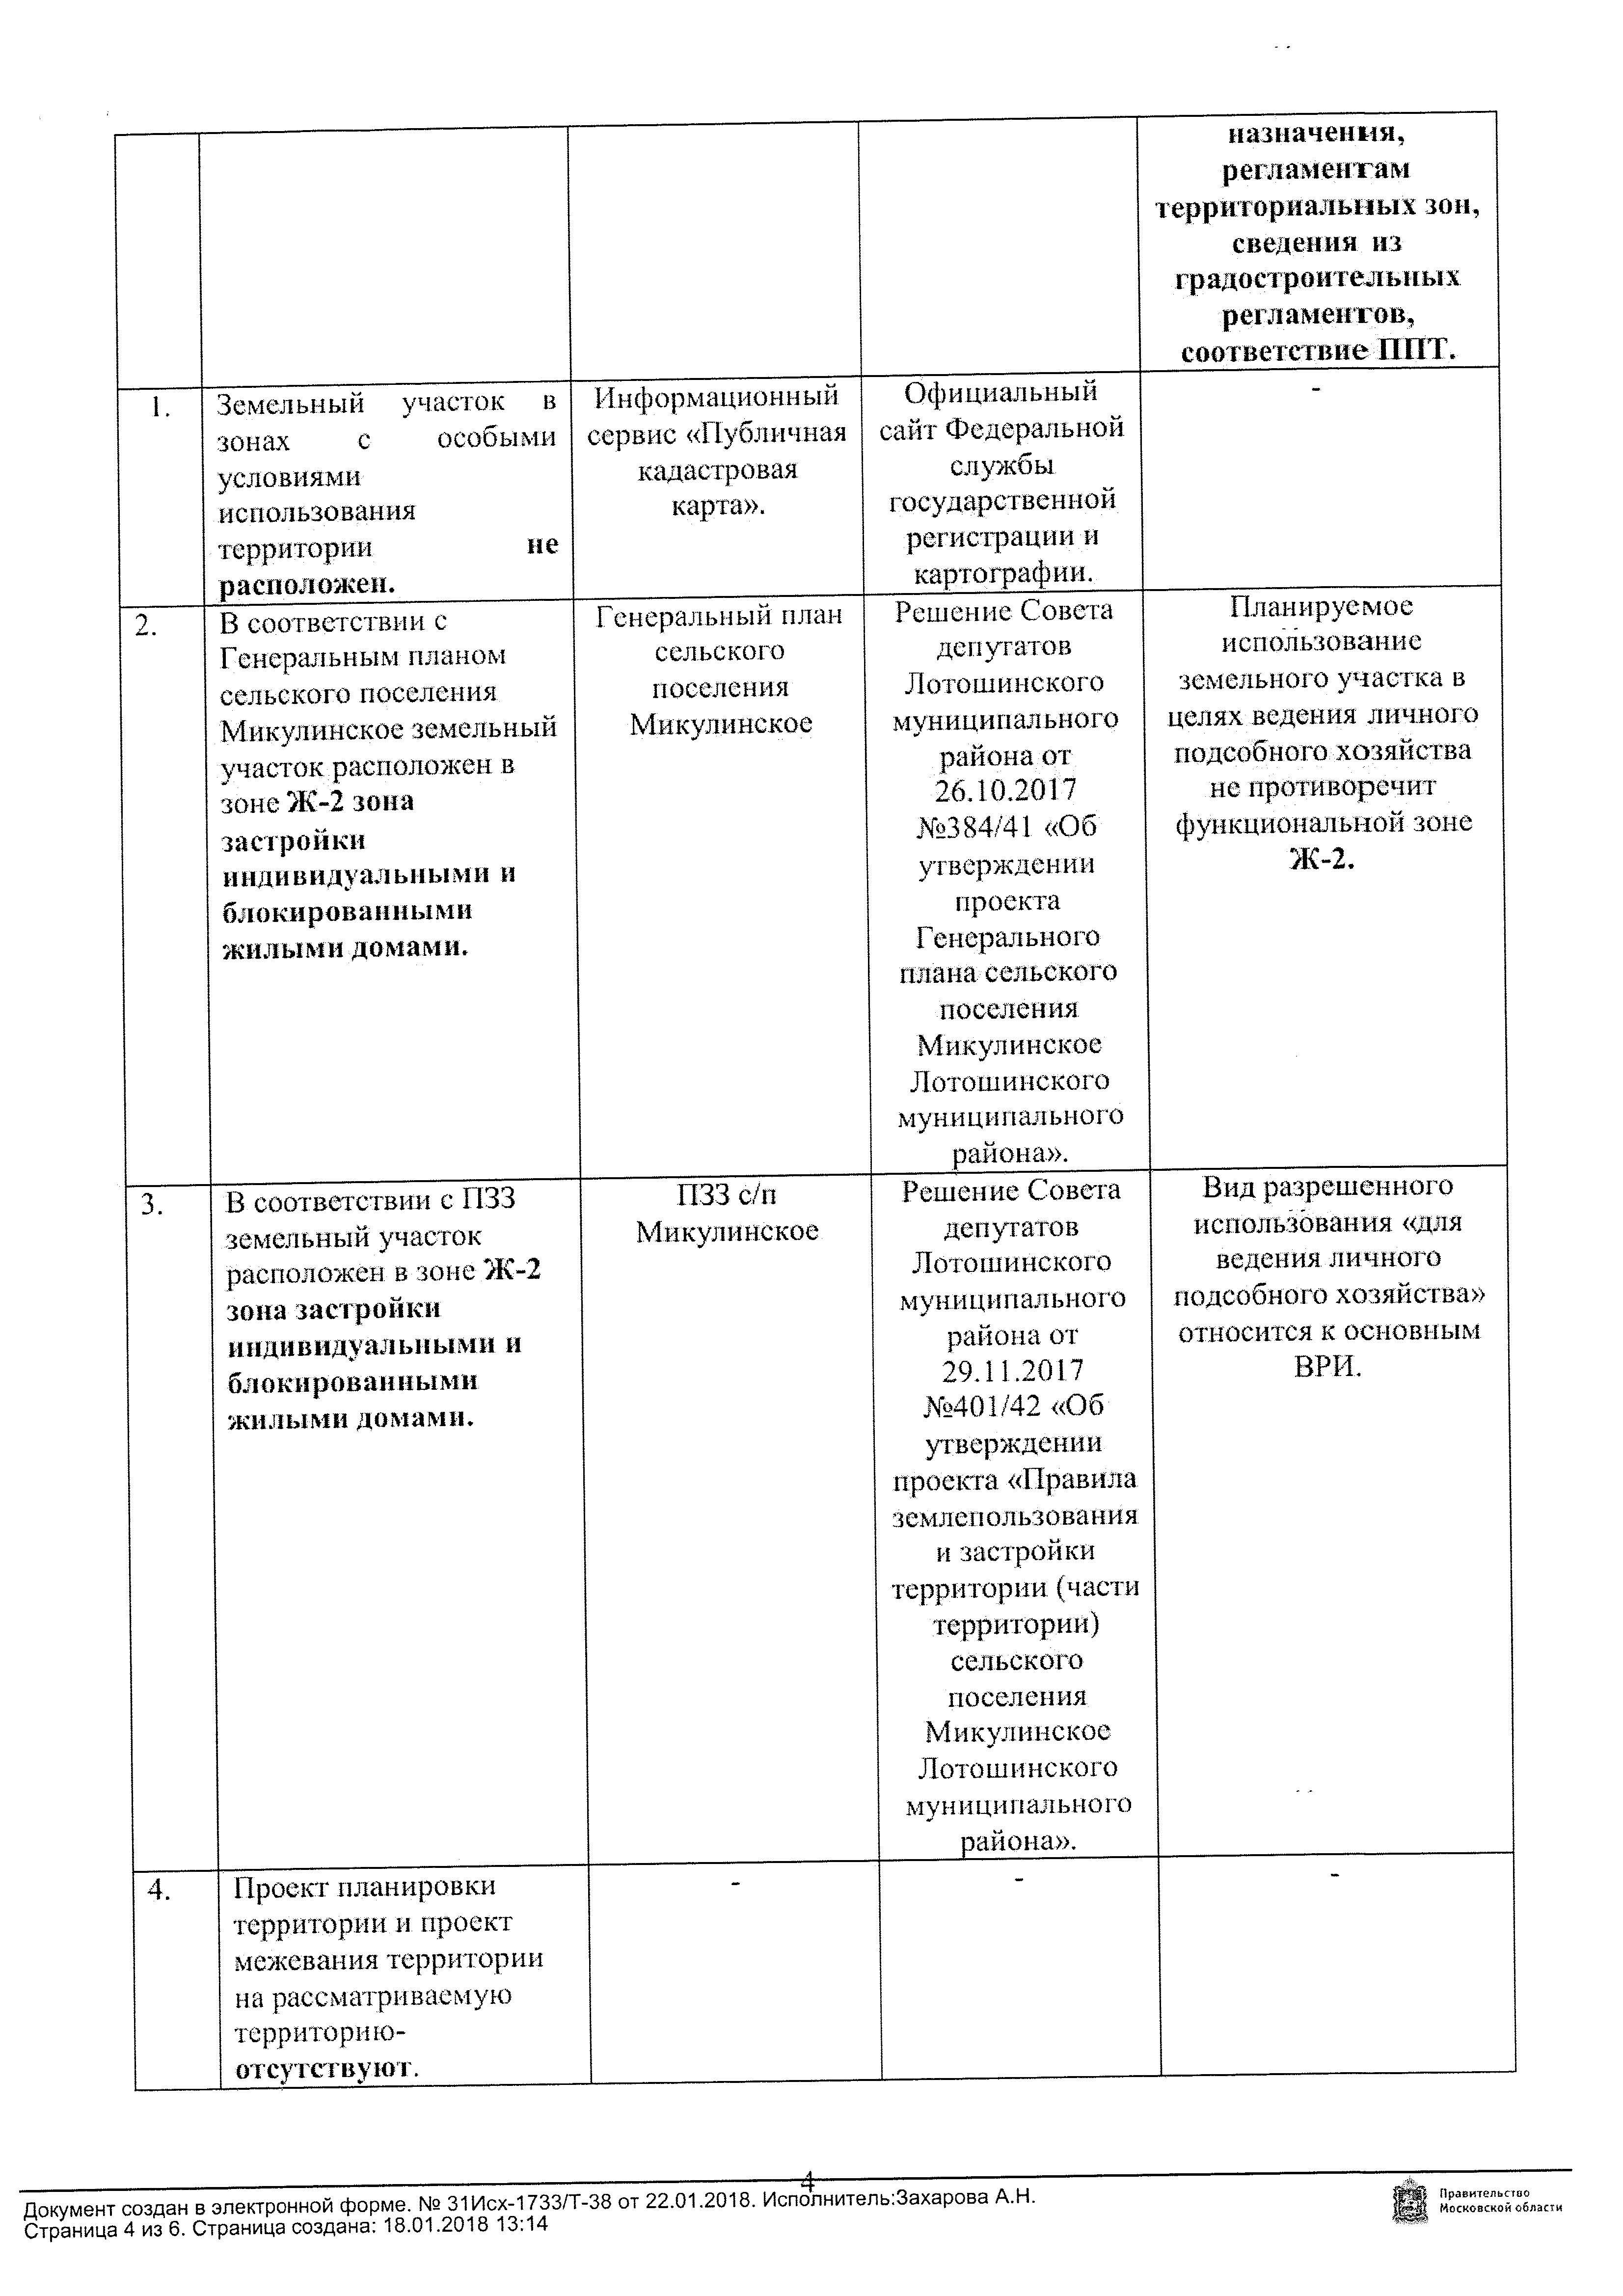 назначения,
регламентам
территориальных зон,
сведения из
градостроительных
регламентов,
соответствие ППТ.
1.
Земельный участок в
зонах с особыми
условиями
использования
территории не
расположен.
Информационный
сервис «Публичная
кадастровая
карта».
Официальный
сайт Федеральной
службы
государственной
регистрации и
картографии.
-
2.
В соответствии с
Генеральным планом
сельского поселения
Микулинское земельный
участок расположен в
зоне Ж-2 зона
застройки
индивидуальными и
блокированными
жилыми домами.
Генеральный план
сельского
поселения
Микулинское
Решение Совета
депутатов
Лотошинского
муниципального
района от
26.10.2017
№384/41 «Об
утверждении
проекта
Генерального
плана сельского
поселения
Микулинское
Лотошинского
муниципального
района».
Планируемое
использование
земельного участка в
целях ведения личного
подсобного хозяйства
не противоречит
функциональной зоне
Ж-2.
3.
В соответствии с ПЗЗ
земельный участок
расположен в зоне Ж-2
зона застройки
индивидуальными и
блокированными
жилыми домами.
ПЗЗ с/п
Микулинское
Решение Совета
депутатов
Лотошинского
муниципального
района от
29.11.2017
№401/42 «Об
утверждении
проекта «Правила
землепользования
и застройки
территории (части
территории)
сельского
поселения
Микулинское
Лотошинского
муниципального
района».
Вид разрешенного
использования «для
ведения личного
подсобного хозяйства»
относится к основным
ВРИ.
4.
Проект планировки
территории и проект
межевания территории
на рассматриваемую
территорию-
отсутствуют.
-
-
-
4
Документ создан в электронной форме. № 31Исх-1733/Т-38 от 22.01.2018. Исполнитель:Захарова А.Н.
Страница 4 из 6. Страница создана: 18.01.2018 13:14
Правительство
Московской области